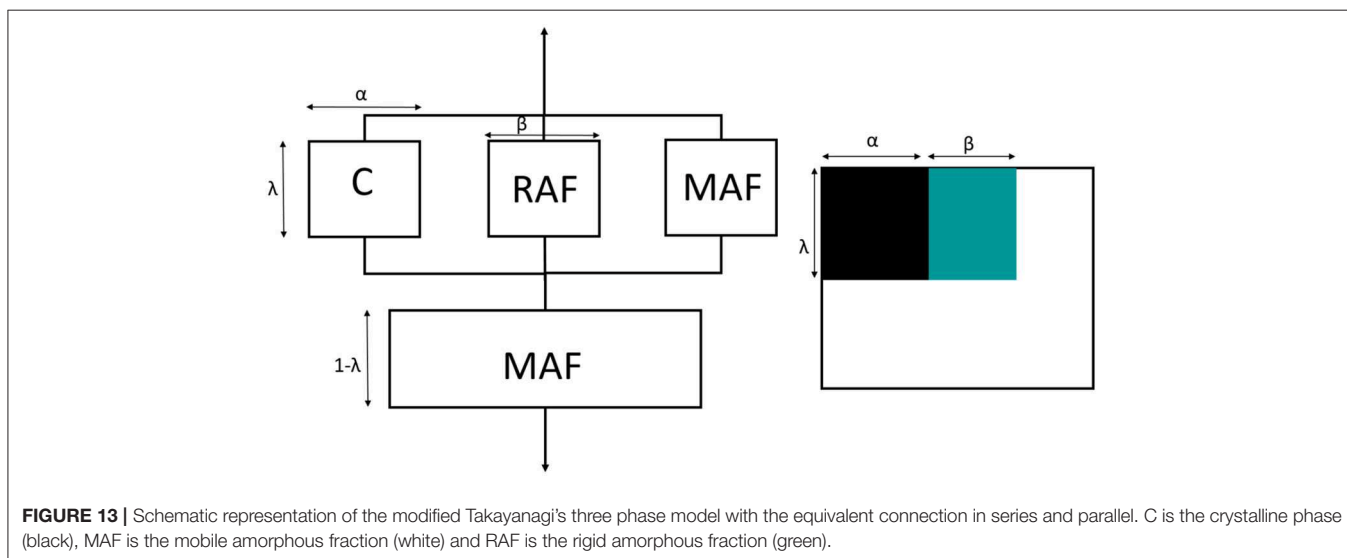 α
β
λ
C
RAF
MAF
1-λ
MAF
α
β
λ
FIGURE 13 | Schematic representation of the modified Takayanagi's three phase model with the equivalent connection in series and parallel. C is the crystalline phase
(black), MAF is the mobile amorphous fraction (white) and RAF is the rigid amorphous fraction (green).